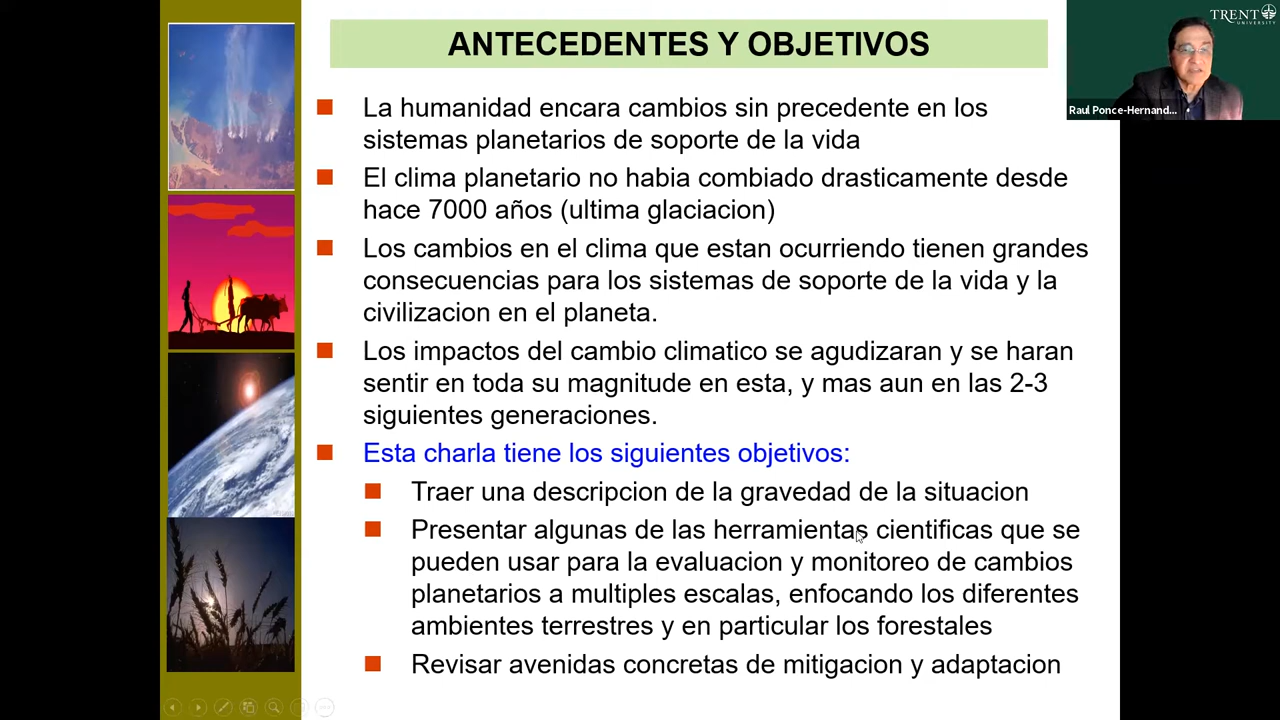 ANTECEDENTES Y OBJETIVOS
TRENT
UNIVERSITY
Raul Ponce-Hernand...
La humanidad encara cambios sin precedente en los
sistemas planetarios de soporte de la vida
El clima planetario no habia combiado drasticamente desde
hace 7000 años (ultima glaciacion)
Los cambios en el clima que estan ocurriendo tienen grandes
consecuencias para los sistemas de soporte de la vida y la
civilizacion en el planeta.
Los impactos del cambio climatico se agudizaran y se haran
sentir en toda su magnitude en esta, y mas aun en las 2-3
siguientes generaciones.
Esta charla tiene los siguientes objetivos:
Traer una descripcion de la gravedad de la situacion
Presentar algunas de las herramientas cientificas que se
pueden usar para la evaluacion y monitoreo de cambios
planetarios a multiples escalas, enfocando los diferentes
ambientes terrestres y en particular los forestales
Revisar avenidas concretas de mitigacion y adaptacion